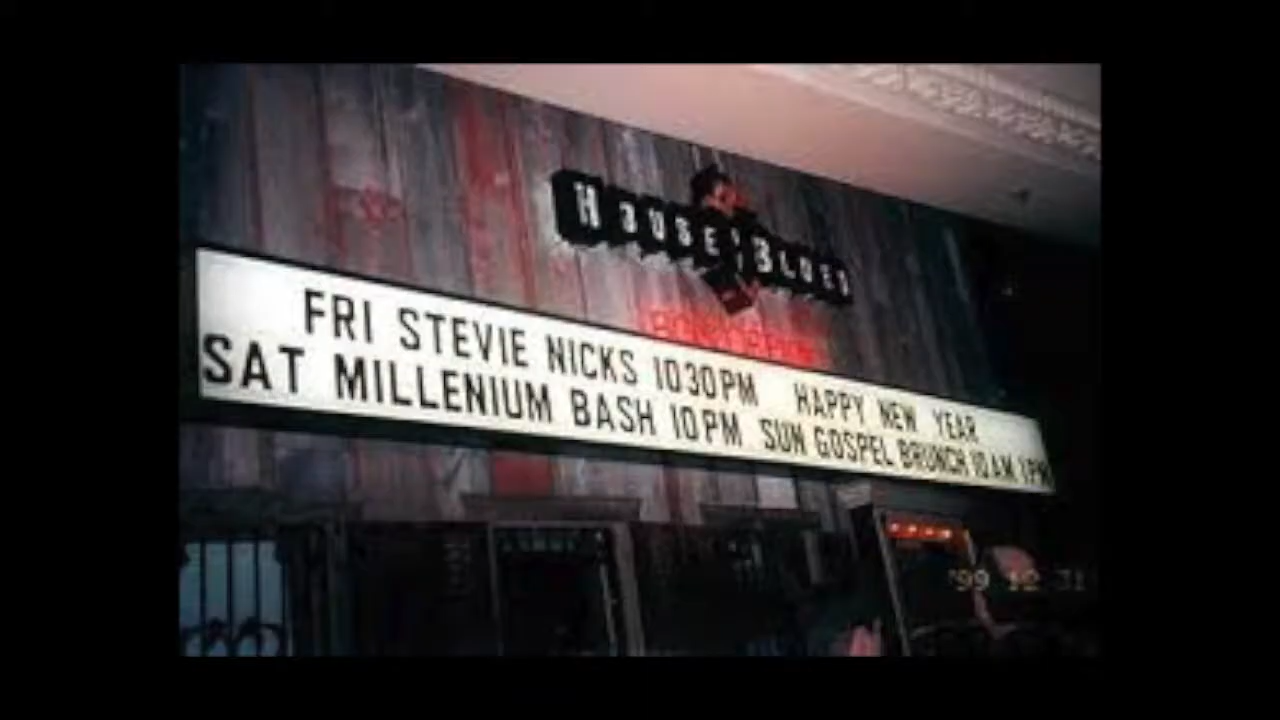 HOUSE OF BLUES
FRI STEVIE NICKS 1030PM HAPPY NEW YEAR
SAT MILLENIUM BASH 10PM SUN GOSPEL BRUNCH 10AM 1PM
'99 12 31